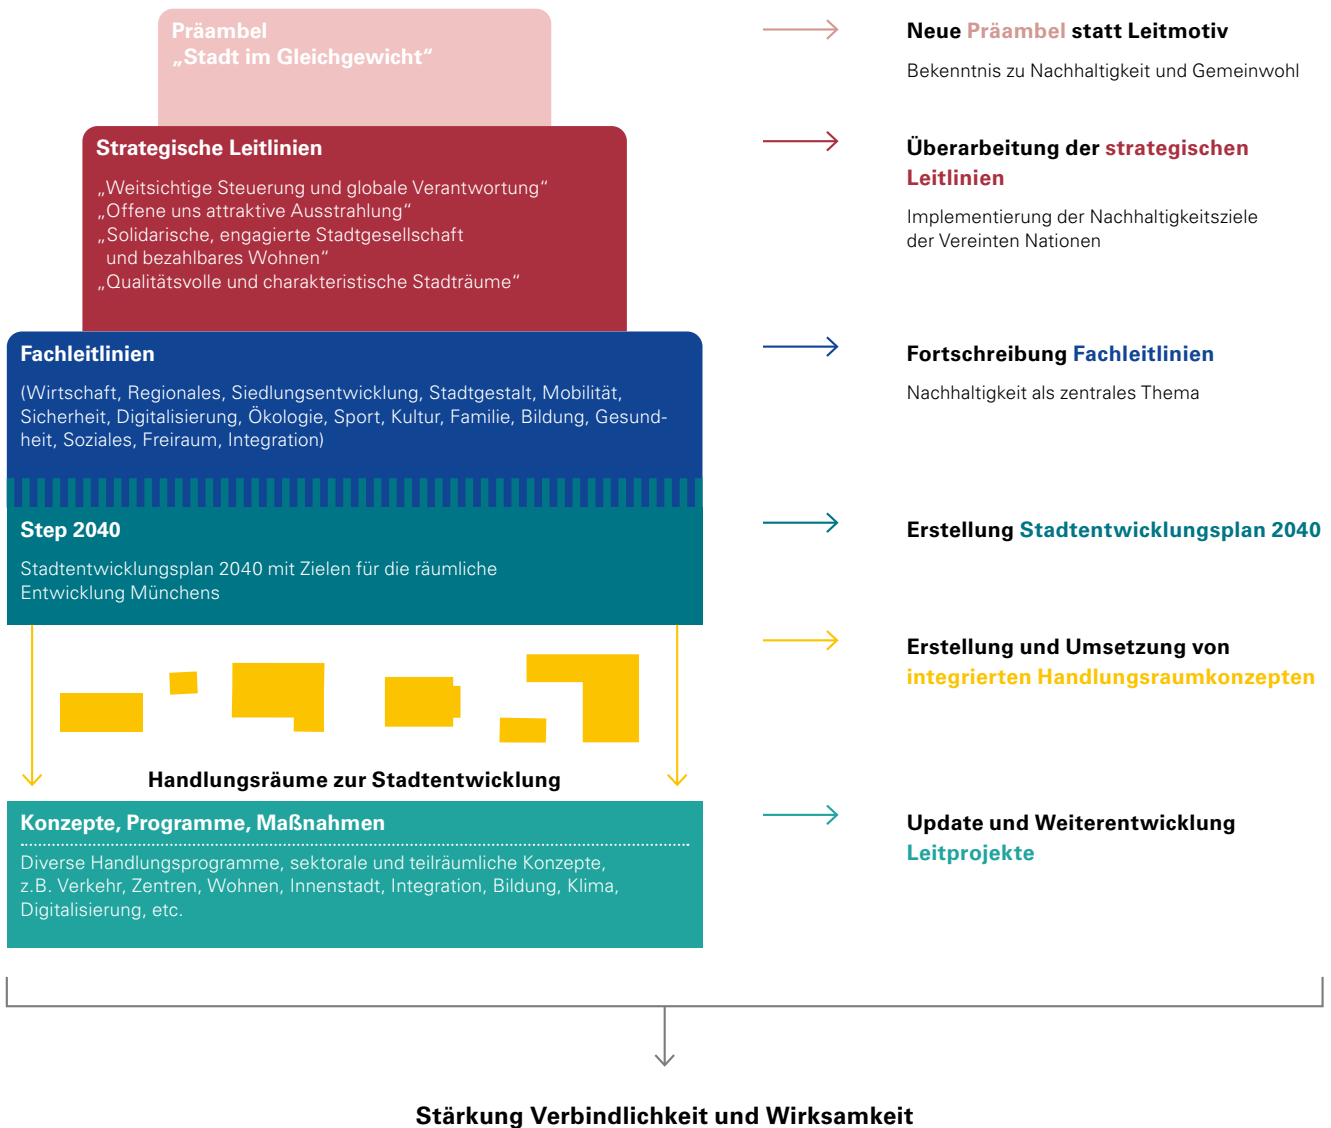 Präambel
„Stadt im Gleichgewicht“
Neue Präambel statt Leitmotiv
Bekenntnis zu Nachhaltigkeit und Gemeinwohl
Strategische Leitlinien
„Weitsichtige Steuerung und globale Verantwortung“
„Offene uns attraktive Ausstrahlung“
„Solidarische, engagierte Stadtgesellschaft
und bezahlbares Wohnen“
„Qualitätsvolle und charakteristische Stadträume“
Überarbeitung der strategischen
Leitlinien
Implementierung der Nachhaltigkeitsziele
der Vereinten Nationen
Fachleitlinien
(Wirtschaft, Regionales, Siedlungsentwicklung, Stadtgestalt, Mobilität,
Sicherheit, Digitalisierung, Ökologie, Sport, Kultur, Familie, Bildung, Gesund-
heit, Soziales, Freiraum, Integration)
Fortschreibung Fachleitlinien
Nachhaltigkeit als zentrales Thema
Step 2040
Stadtentwicklungsplan 2040 mit Zielen für die räumliche
Entwicklung Münchens
Erstellung Stadtentwicklungsplan 2040
Erstellung und Umsetzung von
integrierten Handlungsraumkonzepten
Handlungsräume zur Stadtentwicklung
Konzepte, Programme, Maßnahmen
Diverse Handlungsprogramme, sektorale und teilräumliche Konzepte,
z.B. Verkehr, Zentren, Wohnen, Innenstadt, Integration, Bildung, Klima,
Digitalisierung, etc.
Update und Weiterentwicklung
Leitprojekte
Stärkung Verbindlichkeit und Wirksamkeit